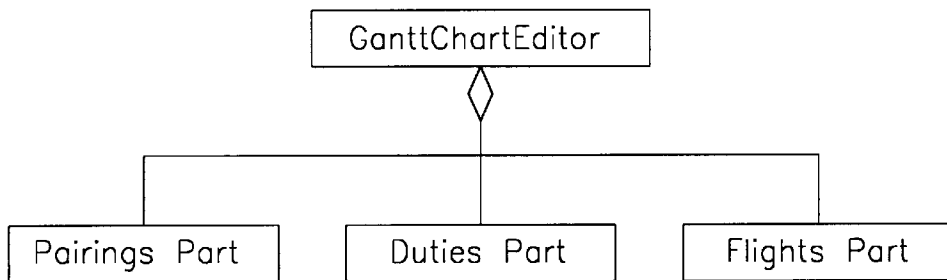 GanttChartEditor
Pairings Part
Duties Part
Flights Part